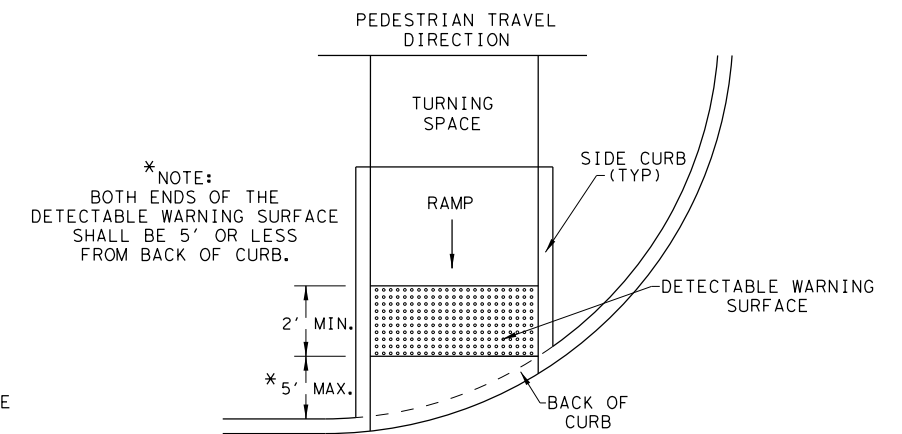 PEDESTRIAN TRAVEL
DIRECTION
TURNING
SPACE
*NOTE:
BOTH ENDS OF THE
DETECTABLE WARNING SURFACE
SHALL BE 5' OR LESS
FROM BACK OF CURB.
SIDE CURB
(TYP)
RAMP
DETECTABLE WARNING
SURFACE
2' MIN.
*5' MAX.
BACK OF
CURB
E